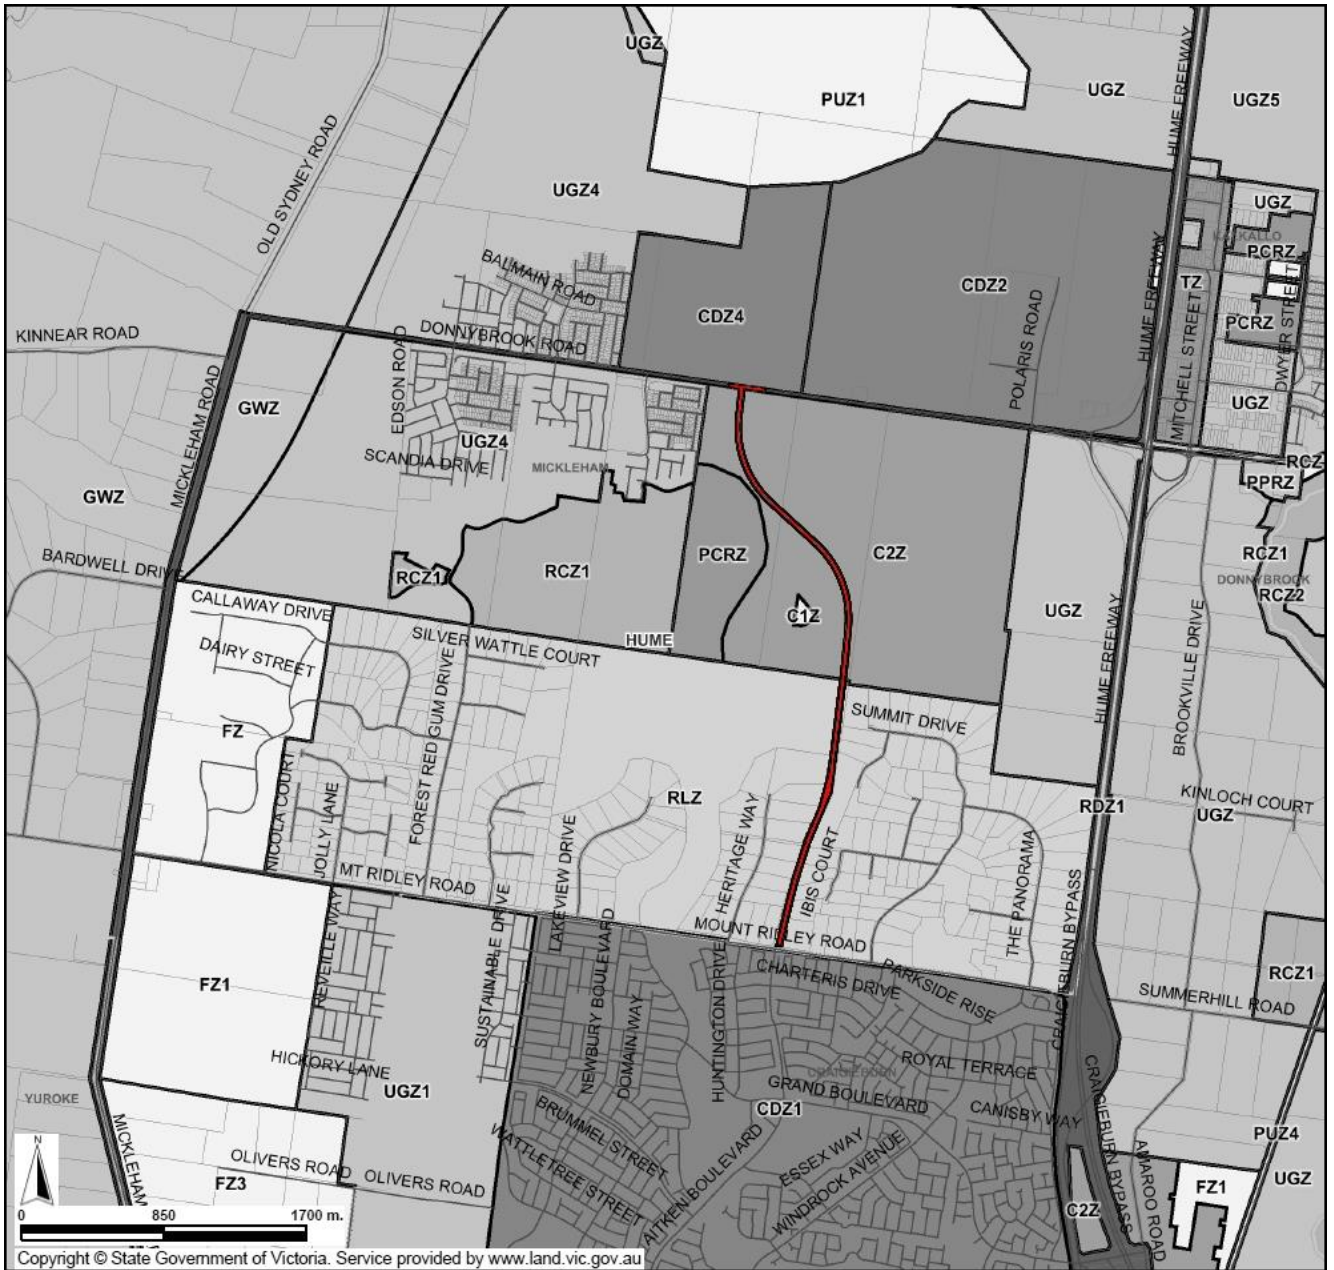 UGZ
PUZ1
UGZ
UGZ5
HUME FREEWAY
OLD SYDNEY ROAD
UGZ4
UGZ
KALKALLO
PCRZ
BALMAIN ROAD
CDZ4
CDZ2
TZ
HUME FREEWAY
MITCHELL STREET
DWYER STREET
PCRZ
KINNEAR ROAD
DONNYBROOK ROAD
EDSON ROAD
POLARIS ROAD
GWZ
MICKLEHAM ROAD
UGZ4
UGZ
SCANDIA DRIVE
MICKLEHAM
RCZ
PPRZ
GWZ
BARDWELL DRIVE
RCZ1
RCZ1
PCRZ
C2Z
RCZ1
DONNYBROOK
RCZ2
CALLAWAY DRIVE
C1Z
UGZ
HUME FREEWAY
BROOKVILLE DRIVE
DAIRY STREET
SILVER WATTLE COURT
HUME
FOREST RED GUM DRIVE
SUMMIT DRIVE
FZ
NICOLA COURT
JOLLY LANE
RLZ
HERITAGE WAY
IBIS COURT
RDZ1
KINLOCH COURT
UGZ
THE PANORAMA
LAKEVIEW DRIVE
MT RIDLEY ROAD
SUSTAINABLE DRIVE
MOUNT RIDLEY ROAD
CRAIGIEBURN BYPASS
REVEILLE WAY
NEWBURY BOULEVARD
HUNTINGTON DRIVE
CHARTERIS DRIVE
PARKSIDE RISE
RCZ1
FZ1
DOMAIN WAY
SUMMERHILL ROAD
HICKORY LANE
CRAIGIEBURN
ROYAL TERRACE
YUROKE
UGZ1
GRAND BOULEVARD
CDZ1
CANISBY WAY
BRUMMEL STREET
WATTLETREE STREET
AITKEN BOULEVARD
ESSEX WAY
WINDROCK AVENUE
CRAIGIEBURN BYPASS
AMAROO ROAD
PUZ4
UGZ
MICKLEHAM
OLIVERS ROAD
OLIVERS ROAD
FZ3
C2Z
FZ1
N
0 850 1700 m.
Copyright © State Government of Victoria. Service provided by www.land.vic.gov.au